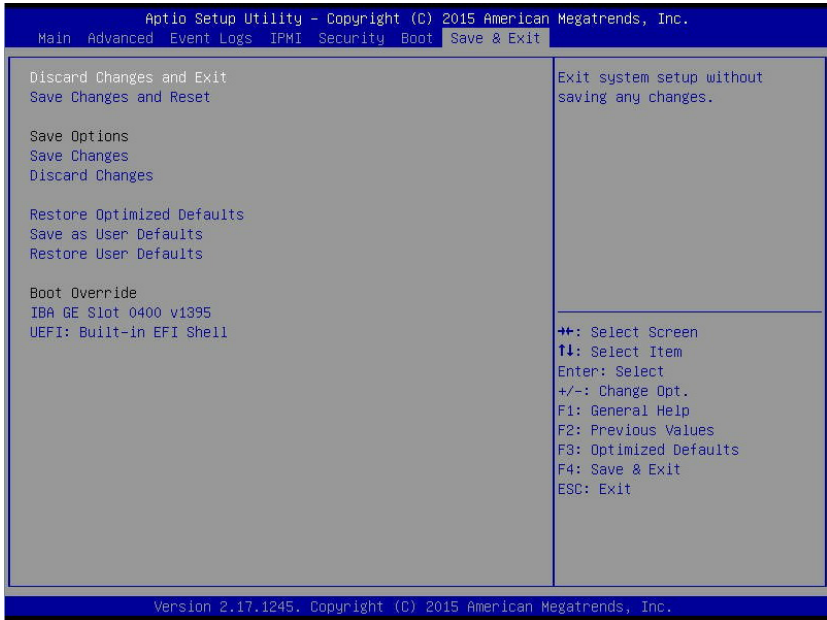 Aptio Setup Utility – Copyright (C) 2015 American Megatrends, Inc.
Main Advanced Event Logs IPMI Security Boot Save & Exit
Discard Changes and Exit
Save Changes and Reset
Save Options
Save Changes
Discard Changes
Restore Optimized Defaults
Save as User Defaults
Restore User Defaults
Boot Override
IBA GE Slot 0400 v1395
UEFI: Built-in EFI Shell
Exit system setup without
saving any changes.
→←: Select Screen
↑↓: Select Item
Enter: Select
+/-: Change Opt.
F1: General Help
F2: Previous Values
F3: Optimized Defaults
F4: Save & Exit
ESC: Exit
Version 2.17.1245. Copyright (C) 2015 American Megatrends, Inc.